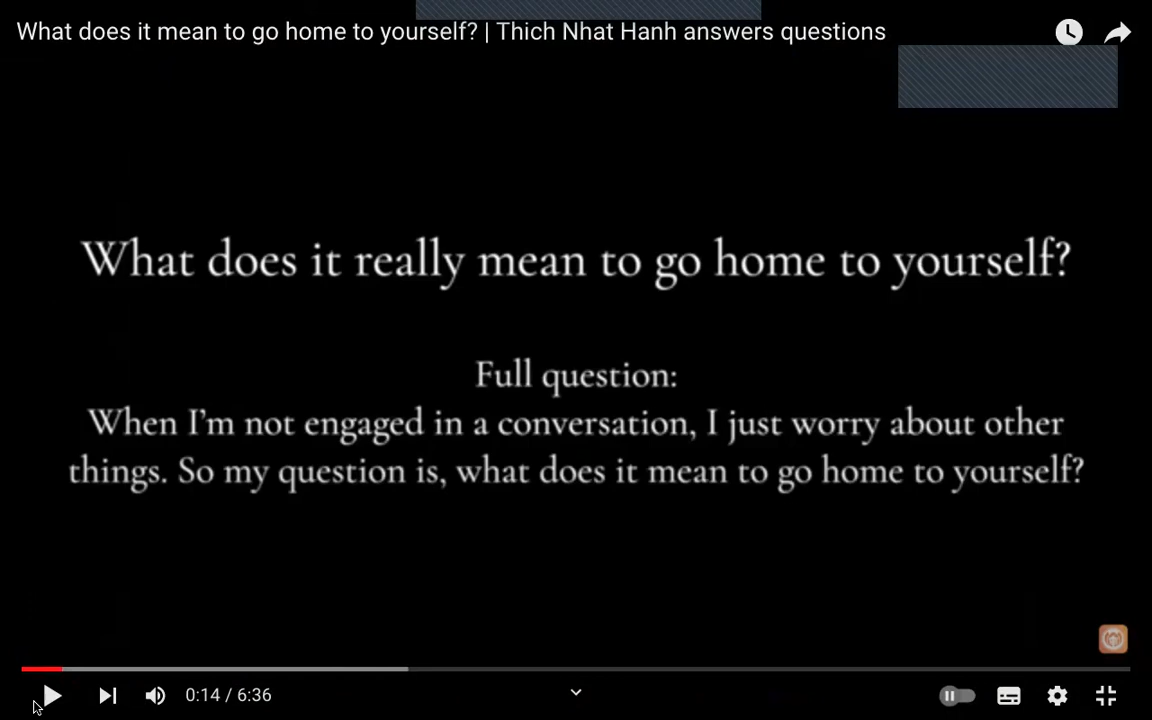 What does it mean to go home to yourself? | Thich Nhat Hanh answers questions
What does it really mean to go home to yourself?
Full question:
When I'm not engaged in a conversation, I just worry about other
things. So my question is, what does it mean to go home to yourself?
0:14 / 6:36